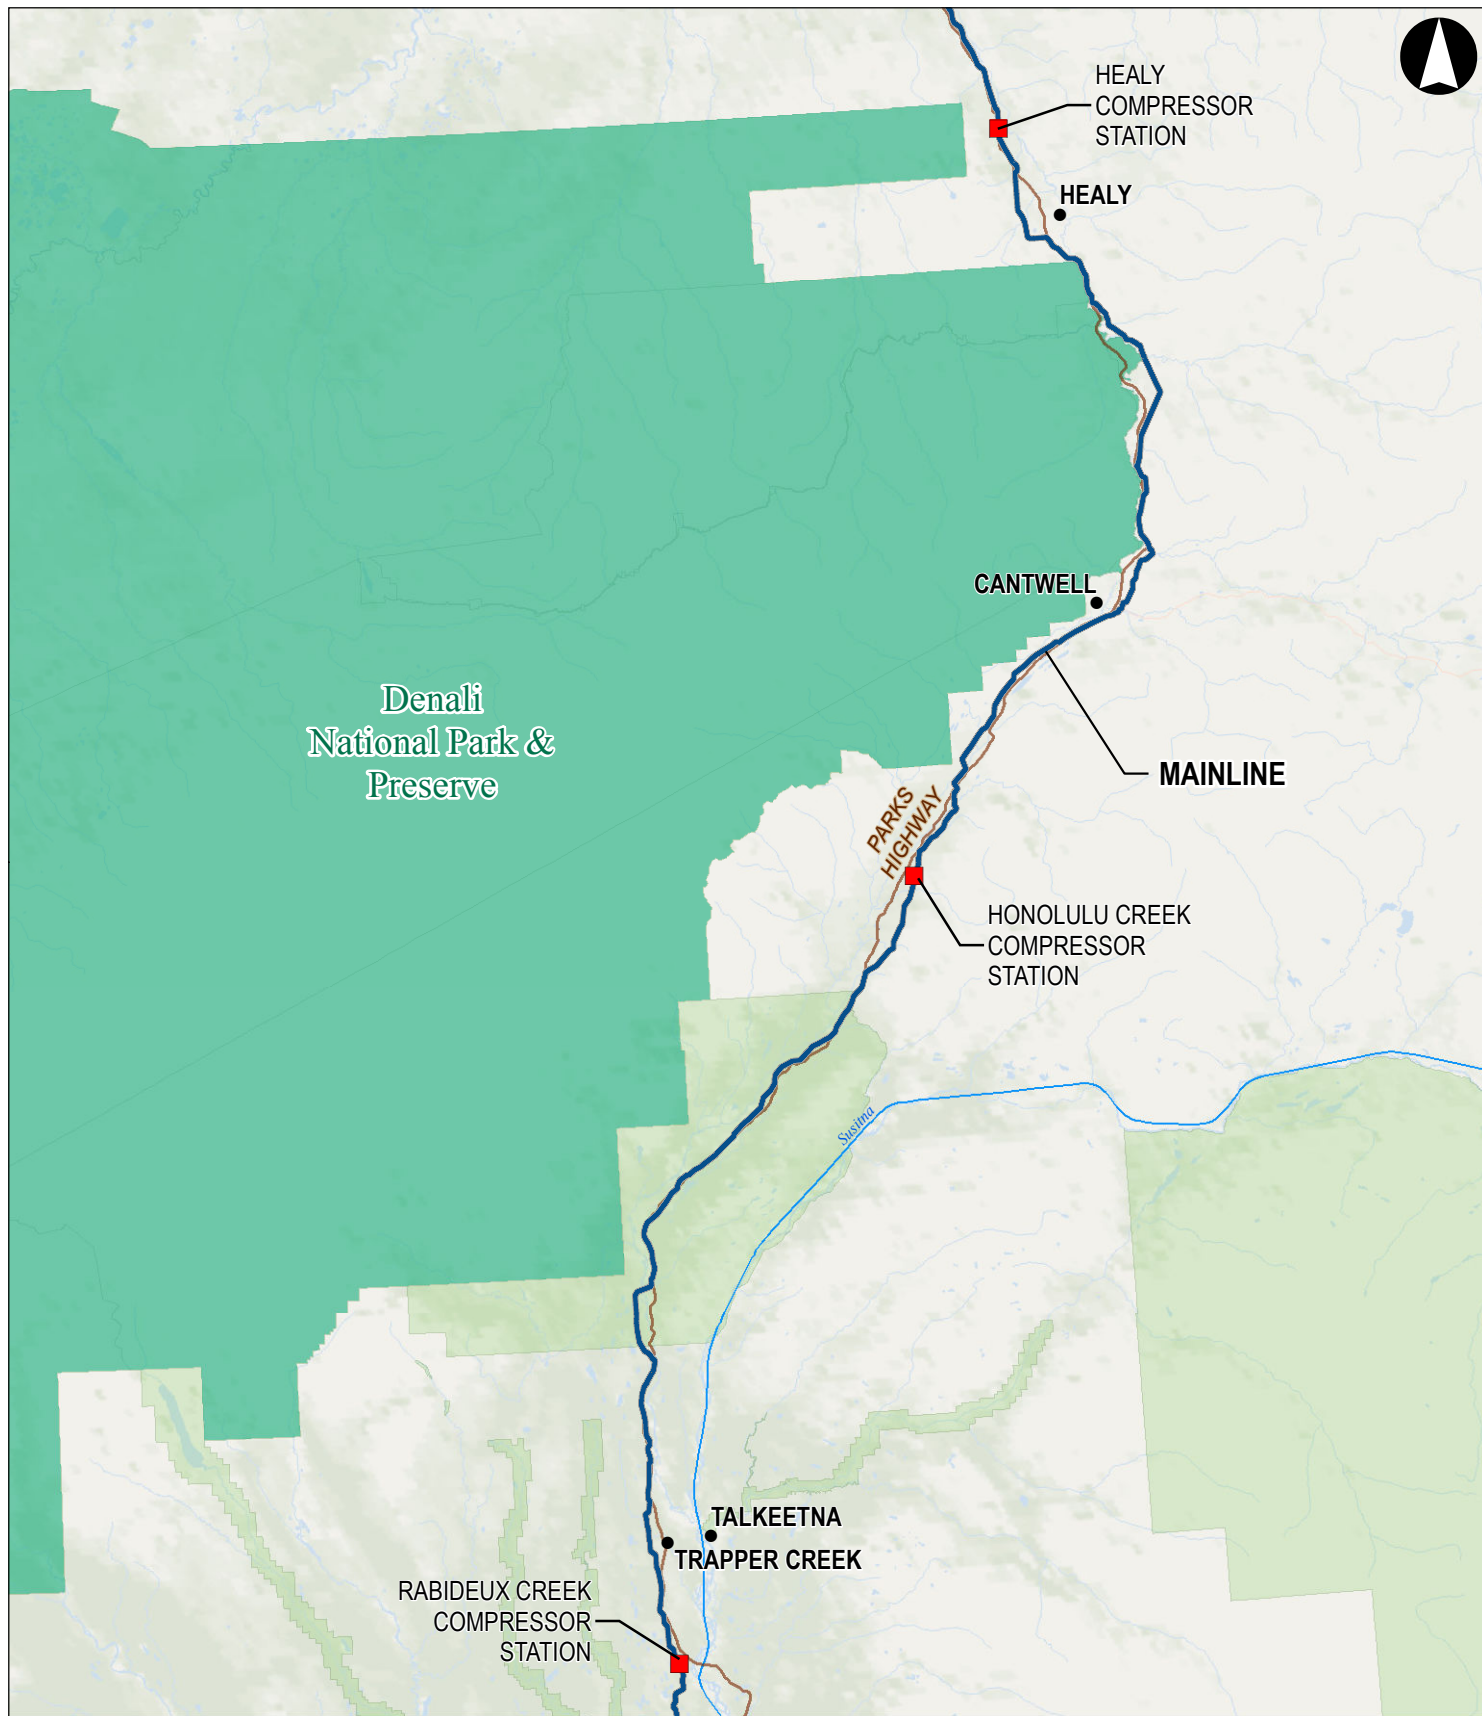 HEALY
COMPRESSOR
STATION
HEALY
CANTWELL
Denali
National Park &
Preserve
MAINLINE
PARKS
HIGHWAY
HONOLULU CREEK
COMPRESSOR
STATION
Susitna
TALKEETNA
TRAPPER CREEK
RABIDEUX CREEK
COMPRESSOR
STATION